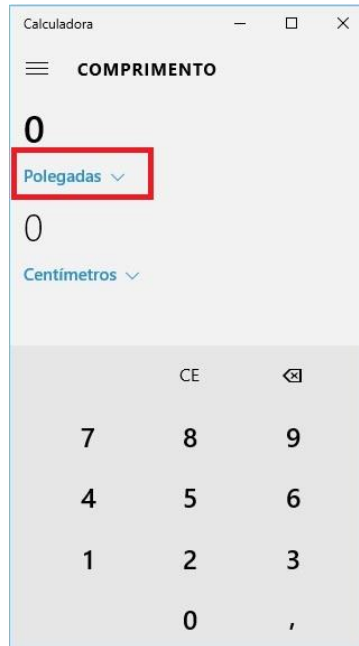 Calculadora
COMPRIMENTO
0
Polegadas
0
Centímetros
CE
7 8 9
4 5 6
1 2 3
0 ,